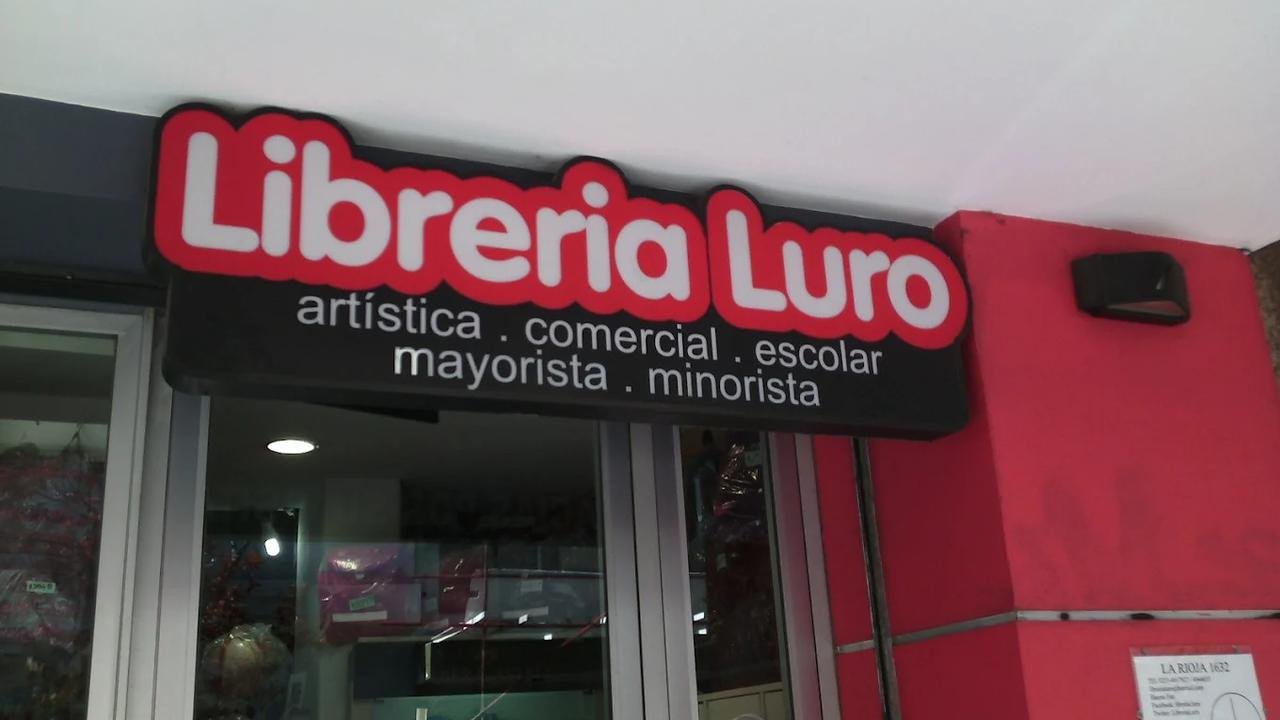 Libreria Luro
artística . comercial . escolar
mayorista . minorista
LA RIOJA 1632